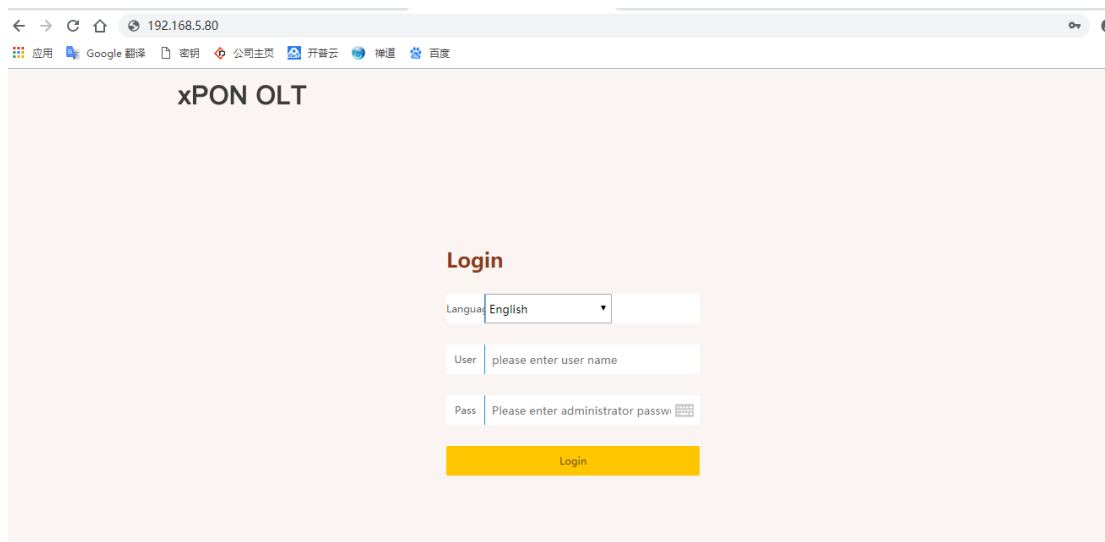 192.168.5.80
应用 Google 翻译 密钥 公司主页 开普云 禅道 百度
xPON OLT
Login
Languag English
User please enter user name
Pass Please enter administrator passw
Login